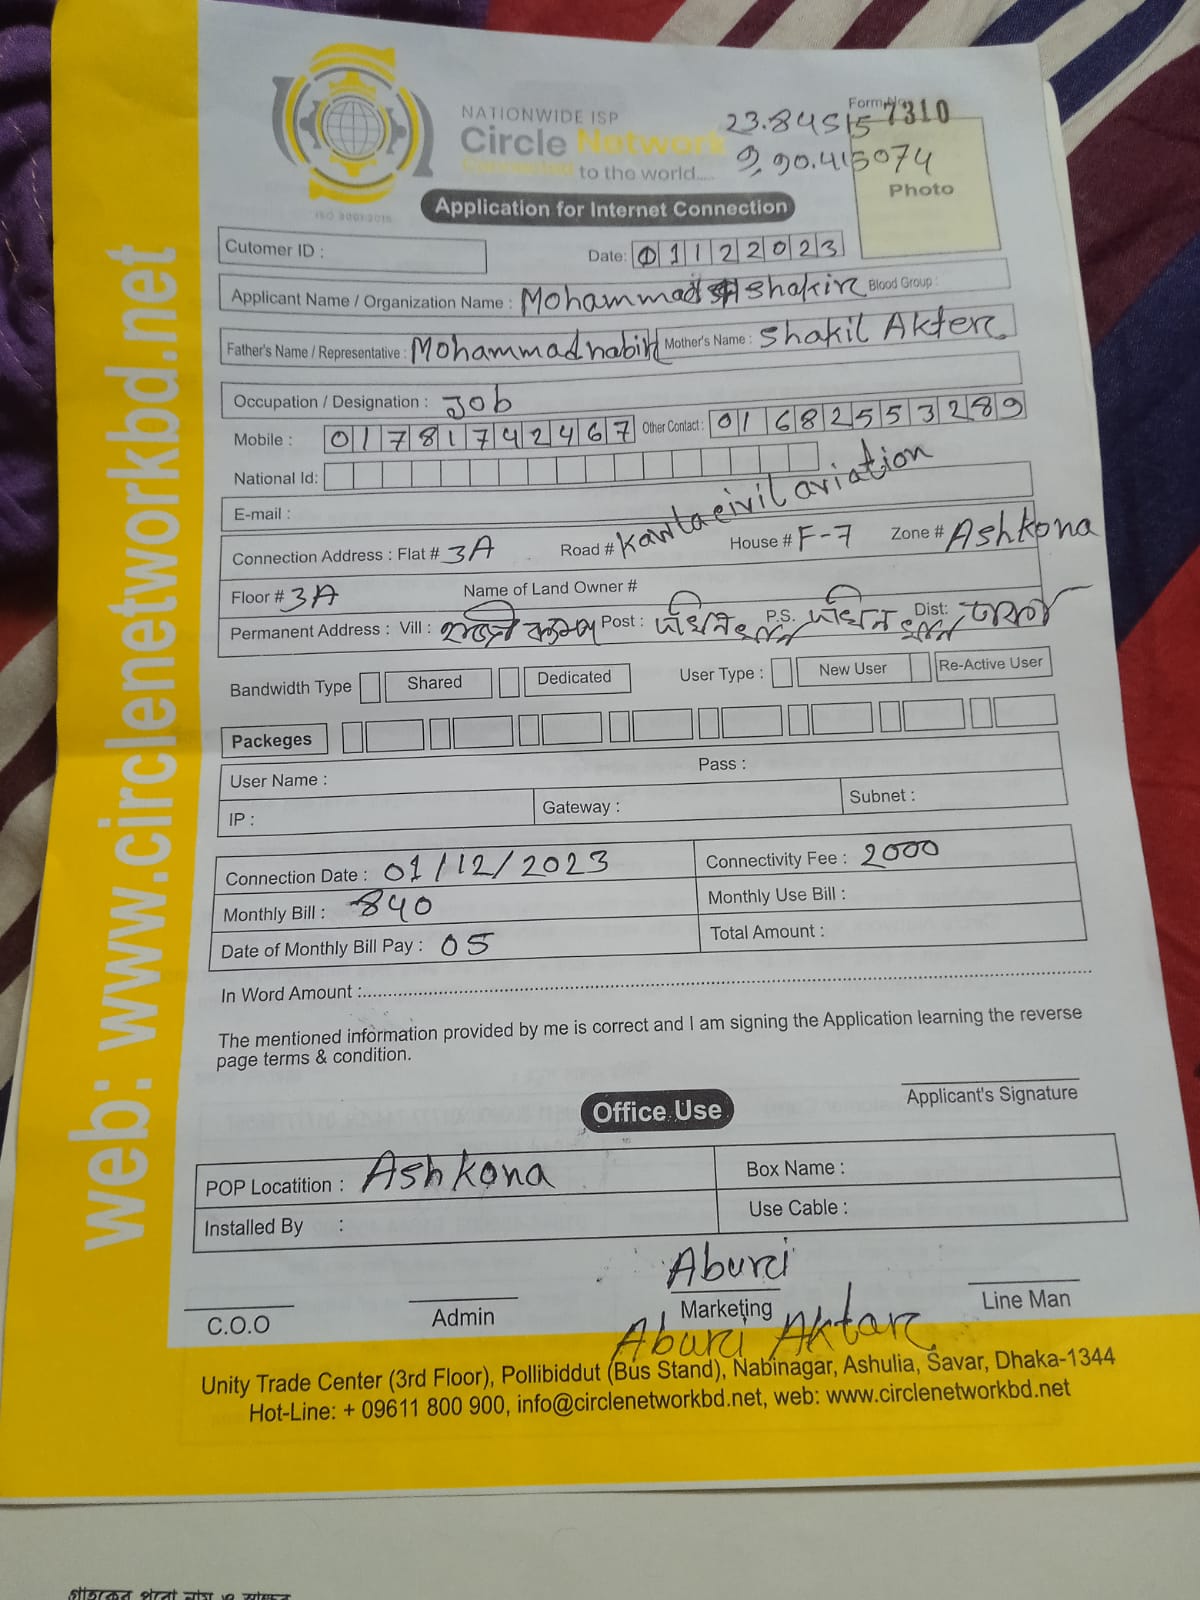 NATIONWIDE ISP
Circle Network
Connected to the world.....
ISO 9001:2015
Form No. 7310
23.84515
90.415074
Photo
Application for Internet Connection
Cutomer ID :
Date: 01122023
Applicant Name / Organization Name : Mohammad Shakir Blood Group :
Father's Name / Representative : Mohammad nabih Mother's Name : Shakil Akter
Occupation / Designation : Job
Mobile : 01781742467 Other Contact : 01682553289
National Id:
E-mail :
Connection Address : Flat # 3A Road # Kawla civil aviation House # F-7 Zone # Ashkona
Floor # 3A Name of Land Owner #
Permanent Address : Vill : হাজী ক্যাম্প Post : দক্ষিনখান P.S. দক্ষিনখান Dist: ঢাকা
Bandwidth Type Shared Dedicated User Type : New User Re-Active User
Packeges
User Name : Pass :
IP : Gateway : Subnet :
Connection Date : 01/12/2023 Connectivity Fee : 2000
Monthly Bill : 840 Monthly Use Bill :
Date of Monthly Bill Pay : 05 Total Amount :
In Word Amount :
The mentioned information provided by me is correct and I am signing the Application learning the reverse
page terms & condition.
Applicant's Signature
Office Use
POP Locatition : Ashkona Box Name :
Installed By : Use Cable :
Aburi
C.O.O Admin Marketing Line Man
Aburi Aktar
Unity Trade Center (3rd Floor), Pollibiddut (Bus Stand), Nabinagar, Ashulia, Savar, Dhaka-1344
Hot-Line: + 09611 800 900, info@circlenetworkbd.net, web: www.circlenetworkbd.net
web: www.circlenetworkbd.net